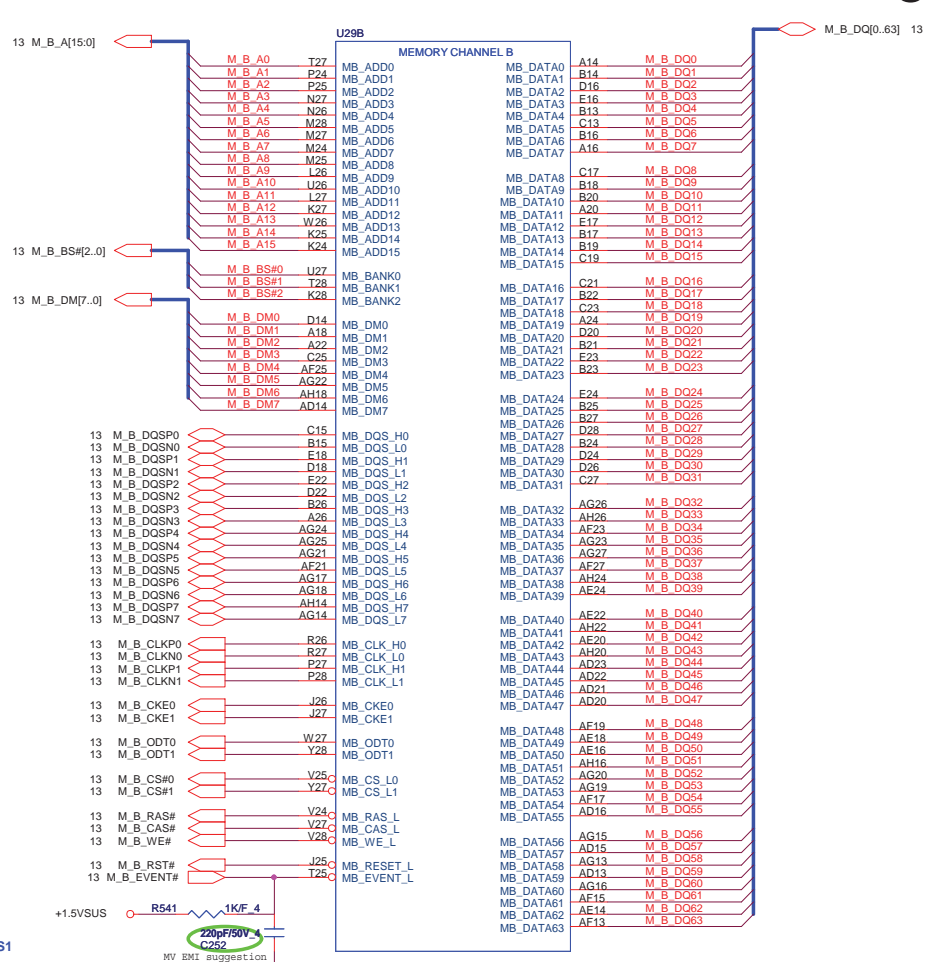 U29B
13 M_B_A[15:0]
M_B_DQ[0..63] 13
MEMORY CHANNEL B
M_B_A0 T27 MB_ADD0 MB_DATA0 A14 M_B_DQ0
M_B_A1 P24 MB_ADD1 MB_DATA1 B14 M_B_DQ1
M_B_A2 P25 MB_ADD2 MB_DATA2 D16 M_B_DQ2
M_B_A3 N27 MB_ADD3 MB_DATA3 E16 M_B_DQ3
M_B_A4 N26 MB_ADD4 MB_DATA4 B13 M_B_DQ4
M_B_A5 M28 MB_ADD5 MB_DATA5 C13 M_B_DQ5
M_B_A6 M27 MB_ADD6 MB_DATA6 B16 M_B_DQ6
M_B_A7 M24 MB_ADD7 MB_DATA7 A16 M_B_DQ7
M_B_A8 M25 MB_ADD8
M_B_A9 L26 MB_ADD9 MB_DATA8 C17 M_B_DQ8
M_B_A10 U26 MB_ADD10 MB_DATA9 B18 M_B_DQ9
M_B_A11 L27 MB_ADD11 MB_DATA10 B20 M_B_DQ10
M_B_A12 K27 MB_ADD12 MB_DATA11 A20 M_B_DQ11
M_B_A13 W26 MB_ADD13 MB_DATA12 E17 M_B_DQ12
M_B_A14 K25 MB_ADD14 MB_DATA13 B17 M_B_DQ13
M_B_A15 K24 MB_ADD15 MB_DATA14 B19 M_B_DQ14
MB_DATA15 C19 M_B_DQ15
13 M_B_BS#[2..0]
M_B_BS#0 U27 MB_BANK0
M_B_BS#1 T28 MB_BANK1 MB_DATA16 C21 M_B_DQ16
M_B_BS#2 K28 MB_BANK2 MB_DATA17 B22 M_B_DQ17
13 M_B_DM[7..0]
MB_DATA18 C23 M_B_DQ18
M_B_DM0 D14 MB_DM0 MB_DATA19 A24 M_B_DQ19
M_B_DM1 A18 MB_DM1 MB_DATA20 D20 M_B_DQ20
M_B_DM2 A22 MB_DM2 MB_DATA21 B21 M_B_DQ21
M_B_DM3 C25 MB_DM3 MB_DATA22 E23 M_B_DQ22
M_B_DM4 AF25 MB_DM4 MB_DATA23 B23 M_B_DQ23
M_B_DM5 AG22 MB_DM5
M_B_DM6 AH18 MB_DM6 MB_DATA24 E24 M_B_DQ24
M_B_DM7 AD14 MB_DM7 MB_DATA25 B25 M_B_DQ25
MB_DATA26 B27 M_B_DQ26
13 M_B_DQSP0 C15 MB_DQS_H0 MB_DATA27 D28 M_B_DQ27
13 M_B_DQSN0 B15 MB_DQS_L0 MB_DATA28 B24 M_B_DQ28
13 M_B_DQSP1 E18 MB_DQS_H1 MB_DATA29 D24 M_B_DQ29
13 M_B_DQSN1 D18 MB_DQS_L1 MB_DATA30 D26 M_B_DQ30
13 M_B_DQSP2 E22 MB_DQS_H2 MB_DATA31 C27 M_B_DQ31
13 M_B_DQSN2 D22 MB_DQS_L2
13 M_B_DQSP3 B26 MB_DQS_H3 MB_DATA32 AG26 M_B_DQ32
13 M_B_DQSN3 A26 MB_DQS_L3 MB_DATA33 AH26 M_B_DQ33
13 M_B_DQSP4 AG24 MB_DQS_H4 MB_DATA34 AF23 M_B_DQ34
13 M_B_DQSN4 AG25 MB_DQS_L4 MB_DATA35 AG23 M_B_DQ35
13 M_B_DQSP5 AG21 MB_DQS_H5 MB_DATA36 AG27 M_B_DQ36
13 M_B_DQSN5 AF21 MB_DQS_L5 MB_DATA37 AF27 M_B_DQ37
13 M_B_DQSP6 AG17 MB_DQS_H6 MB_DATA38 AH24 M_B_DQ38
13 M_B_DQSN6 AG18 MB_DQS_L6 MB_DATA39 AE24 M_B_DQ39
13 M_B_DQSP7 AH14 MB_DQS_H7
13 M_B_DQSN7 AG14 MB_DQS_L7 MB_DATA40 AE22 M_B_DQ40
MB_DATA41 AH22 M_B_DQ41
13 M_B_CLKP0 R26 MB_CLK_H0 MB_DATA42 AE20 M_B_DQ42
13 M_B_CLKN0 R27 MB_CLK_L0 MB_DATA43 AH20 M_B_DQ43
13 M_B_CLKP1 P27 MB_CLK_H1 MB_DATA44 AD23 M_B_DQ44
13 M_B_CLKN1 P28 MB_CLK_L1 MB_DATA45 AD22 M_B_DQ45
MB_DATA46 AD21 M_B_DQ46
13 M_B_CKE0 J26 MB_CKE0 MB_DATA47 AD20 M_B_DQ47
13 M_B_CKE1 J27 MB_CKE1
MB_DATA48 AF19 M_B_DQ48
13 M_B_ODT0 W27 MB_ODT0 MB_DATA49 AE18 M_B_DQ49
13 M_B_ODT1 Y28 MB_ODT1 MB_DATA50 AE16 M_B_DQ50
MB_DATA51 AH16 M_B_DQ51
13 M_B_CS#0 V25 MB_CS_L0 MB_DATA52 AG20 M_B_DQ52
13 M_B_CS#1 Y27 MB_CS_L1 MB_DATA53 AG19 M_B_DQ53
MB_DATA54 AF17 M_B_DQ54
13 M_B_RAS# V24 MB_RAS_L MB_DATA55 AD16 M_B_DQ55
13 M_B_CAS# V27 MB_CAS_L
13 M_B_WE# V28 MB_WE_L MB_DATA56 AG15 M_B_DQ56
MB_DATA57 AD15 M_B_DQ57
13 M_B_RST# J25 MB_RESET_L MB_DATA58 AG13 M_B_DQ58
13 M_B_EVENT# T25 MB_EVENT_L MB_DATA59 AD13 M_B_DQ59
MB_DATA60 AG16 M_B_DQ60
MB_DATA61 AF15 M_B_DQ61
+1.5VSUS R541 1K/F_4 MB_DATA62 AE14 M_B_DQ62
MB_DATA63 AF13 M_B_DQ63
220pF/50V_4
S1 C252
MV EMI suggestion